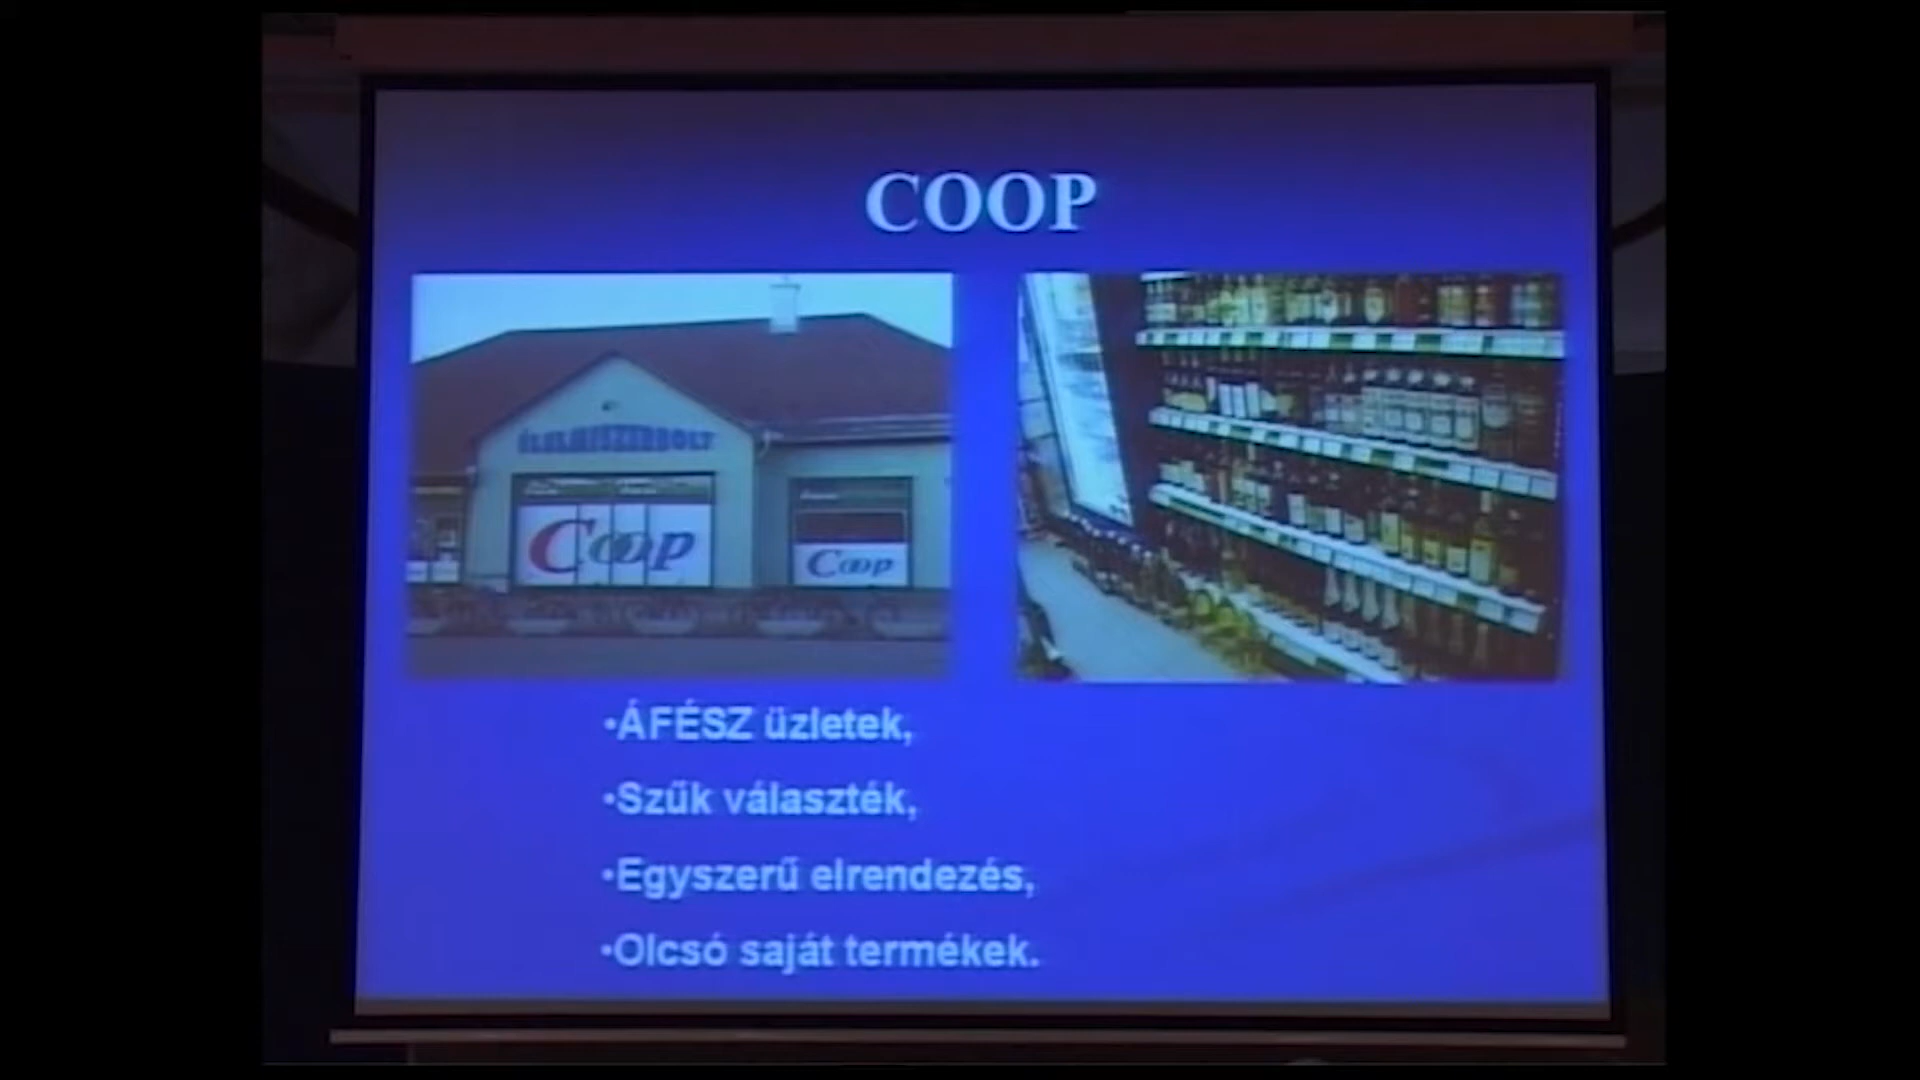 COOP
ÉLELMISZERBOLT
Coop
Coop
•ÁFÉSZ üzletek,
•Szűk választék,
•Egyszerű elrendezés,
•Olcsó saját termékek.